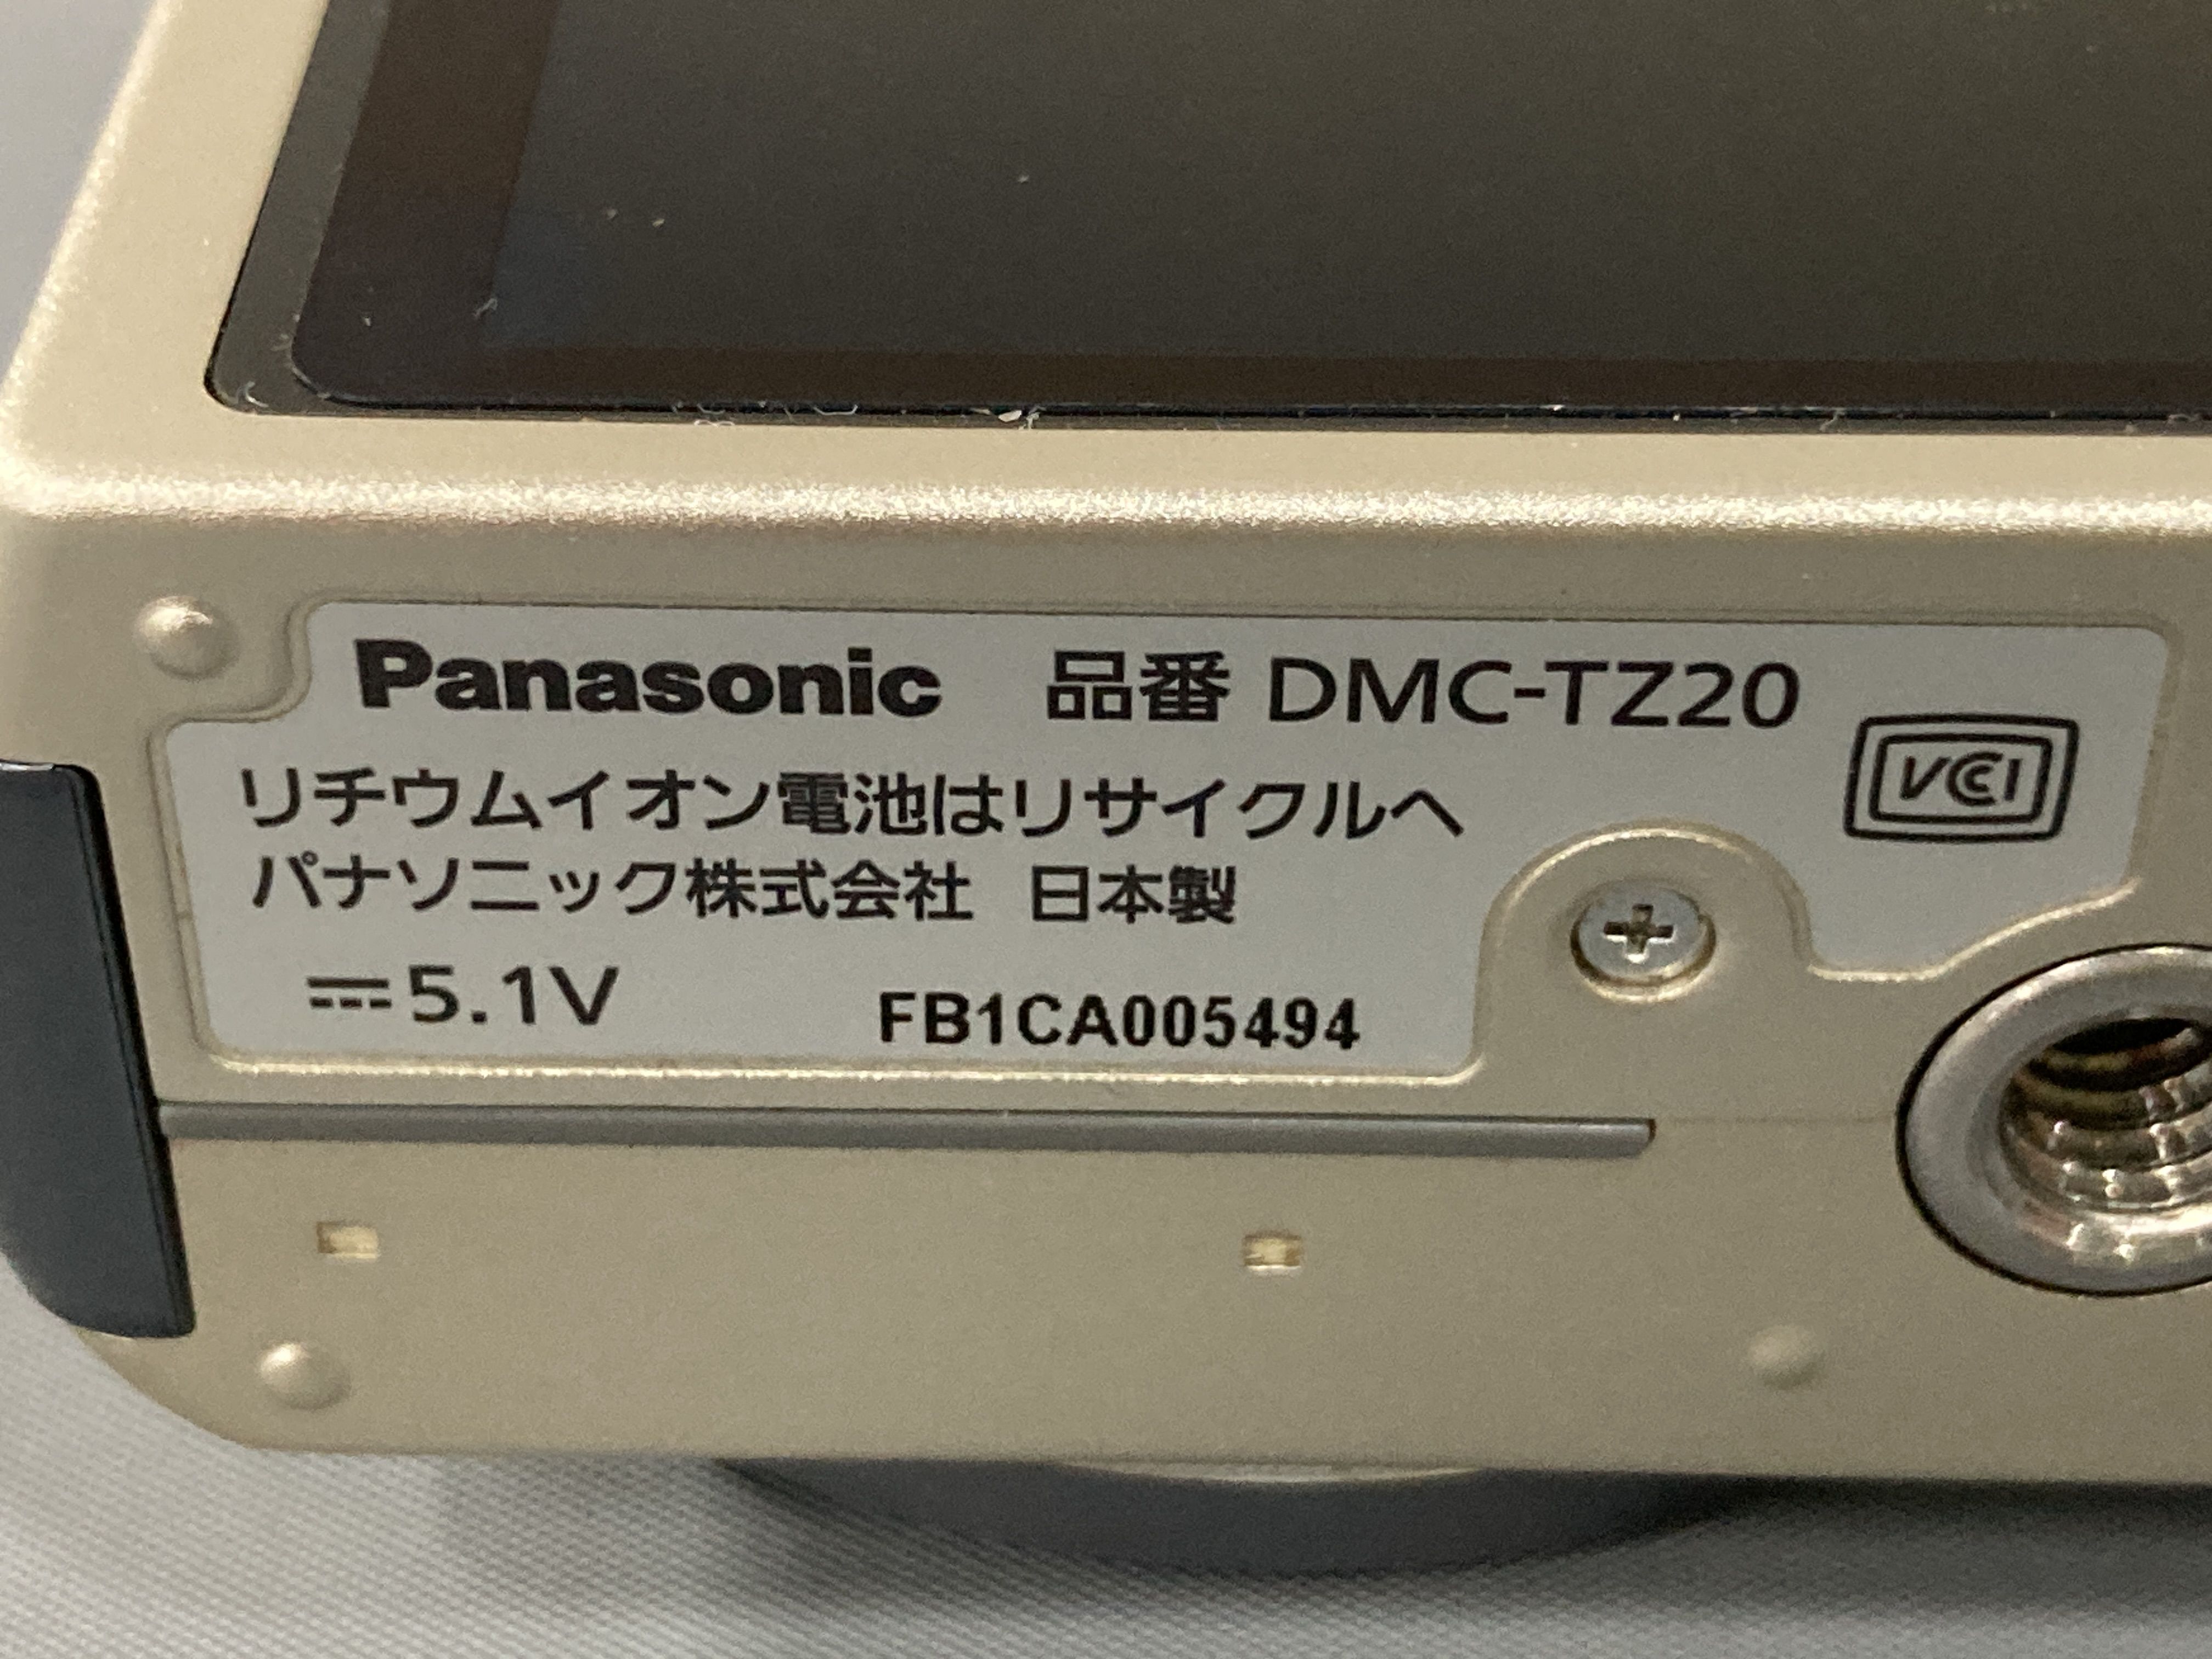 Panasonic 品番 DMC-TZ20
VCCI
リチウムイオン電池はリサイクルへ
パナソニック株式会社 日本製
⎓5.1V FB1CA005494